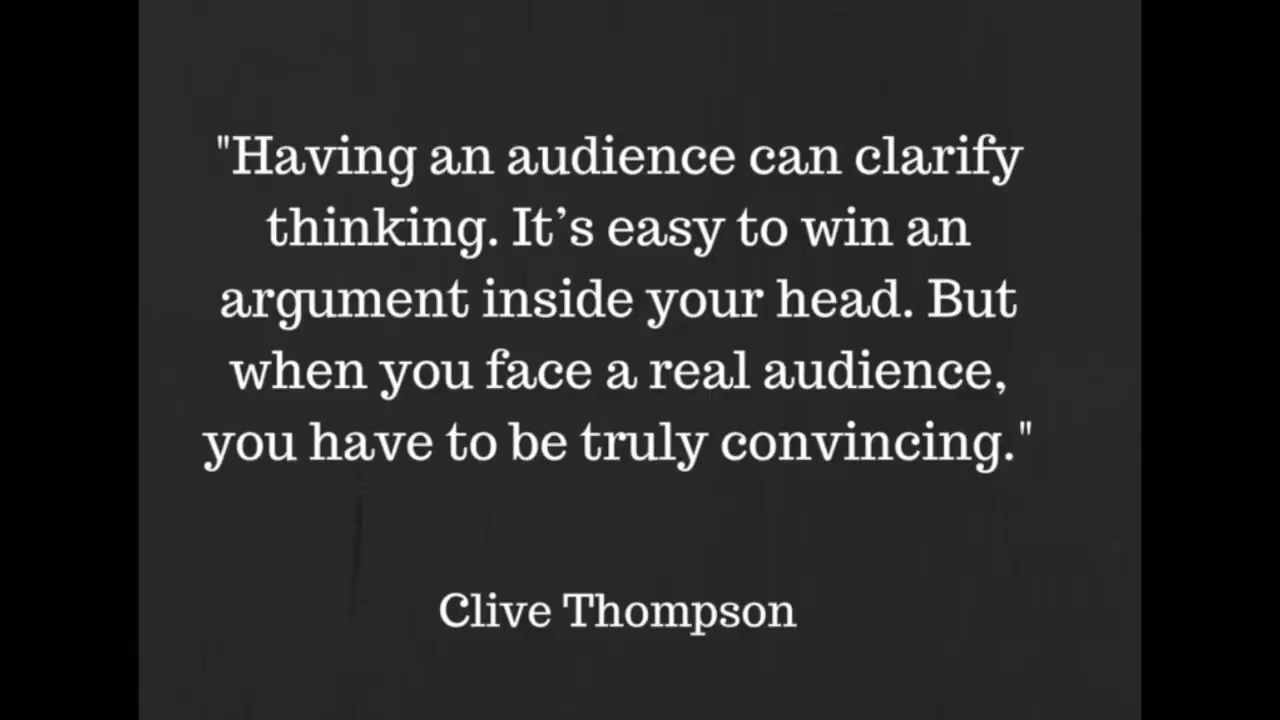 "Having an audience can clarify
thinking. It’s easy to win an
argument inside your head. But
when you face a real audience,
you have to be truly convincing."
Clive Thompson